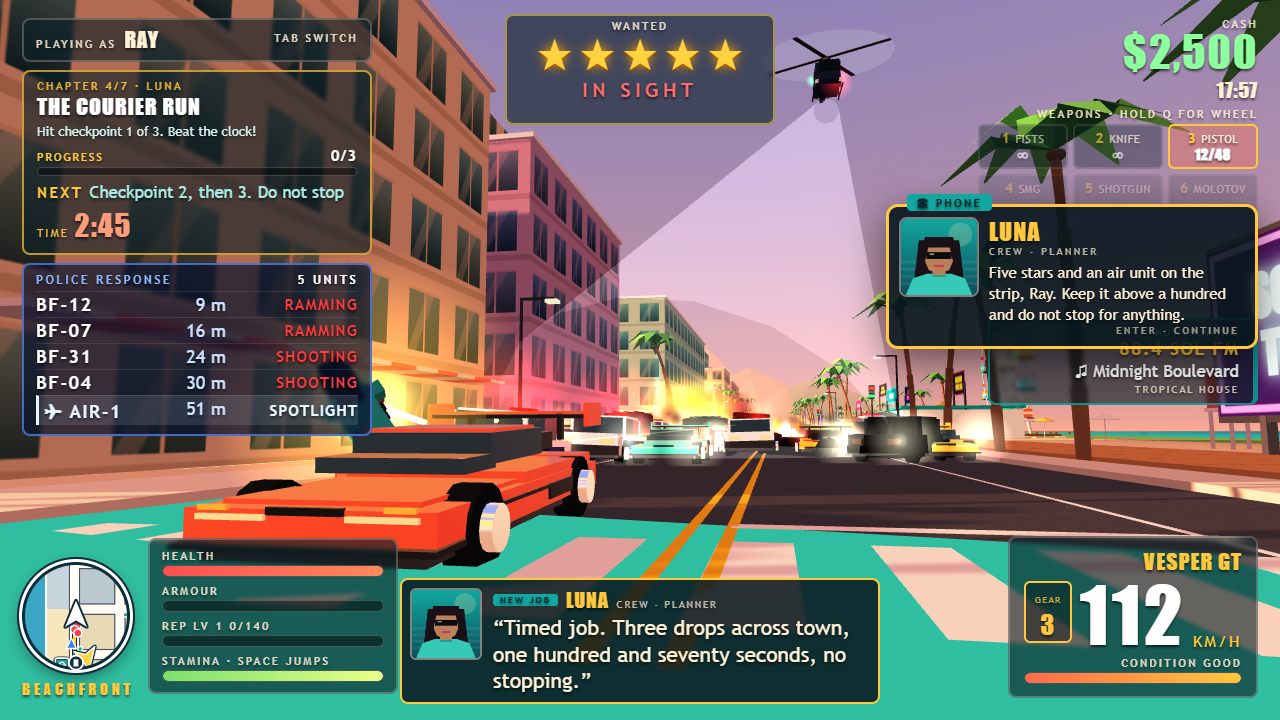 PLAYING AS RAY TAB SWITCH
CHAPTER 4/7 · LUNA
THE COURIER RUN
Hit checkpoint 1 of 3. Beat the clock!
PROGRESS 0/3
NEXT Checkpoint 2, then 3. Do not stop
TIME 2:45
POLICE RESPONSE 5 UNITS
BF-12 9 m RAMMING
BF-07 16 m RAMMING
BF-31 24 m SHOOTING
BF-04 30 m SHOOTING
AIR-1 51 m SPOTLIGHT
WANTED
IN SIGHT
CASH
$2,500
17:57
WEAPONS · HOLD Q FOR WHEEL
1 FISTS ∞
2 KNIFE ∞
3 PISTOL 12/48
4 SMG
5 SHOTGUN
6 MOLOTOV
PHONE
LUNA
CREW · PLANNER
Five stars and an air unit on the
strip, Ray. Keep it above a hundred
and do not stop for anything.
ENTER · CONTINUE
88.4 SOL FM
Midnight Boulevard
TROPICAL HOUSE
HEALTH
ARMOUR
REP LV 1 0/140
STAMINA · SPACE JUMPS
BEACHFRONT
NEW JOB LUNA CREW · PLANNER
“Timed job. Three drops across town,
one hundred and seventy seconds, no
stopping.”
VESPER GT
GEAR
3
112 KM/H
CONDITION GOOD